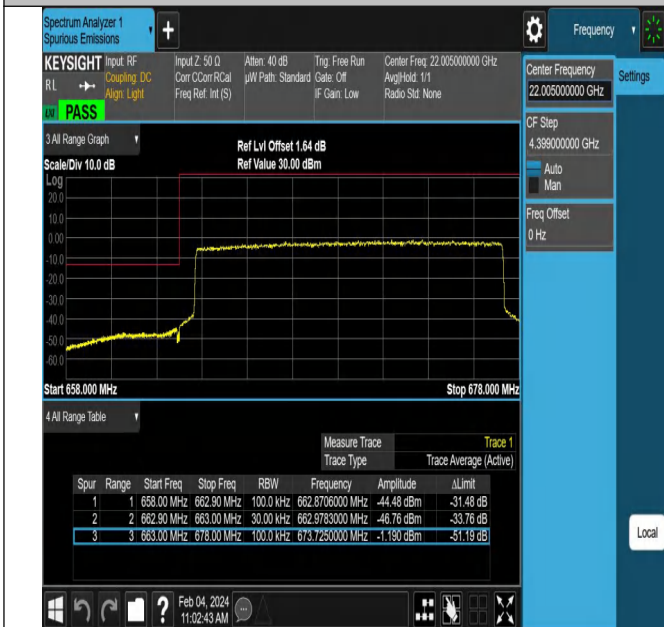 Spectrum Analyzer 1
Spurious Emissions
+
Frequency
KEYSIGHT Input: RF
RL
Coupling: DC
Align: Light
Input Z: 50 Ω
Corr CCorr RCal
Freq Ref: Int (S)
Atten: 40 dB
µW Path: Standard
Trig: Free Run
Gate: Off
IF Gain: Low
Center Freq: 22.005000000 GHz
Avg|Hold: 1/1
Radio Std: None
PASS
3 All Range Graph
Scale/Div 10.0 dB
Ref Lvl Offset 1.64 dB
Ref Value 30.00 dBm
Log
20.0
10.0
0.00
-10.0
-20.0
-30.0
-40.0
-50.0
-60.0
Start 658.000 MHz
Stop 678.000 MHz
4 All Range Table
Measure Trace Trace 1
Trace Type Trace Average (Active)
Spur Range Start Freq Stop Freq RBW Frequency Amplitude ΔLimit
1 1 658.00 MHz 662.90 MHz 100.0 kHz 662.8706000 MHz -44.48 dBm -31.48 dB
2 2 662.90 MHz 663.00 MHz 30.00 kHz 662.9783000 MHz -46.76 dBm -33.76 dB
3 3 663.00 MHz 678.00 MHz 100.0 kHz 673.7250000 MHz -1.190 dBm -51.19 dB
Center Frequency
22.005000000 GHz
Settings
CF Step
4.399000000 GHz
Auto
Man
Freq Offset
0 Hz
Local
?
Feb 04, 2024
11:02:43 AM